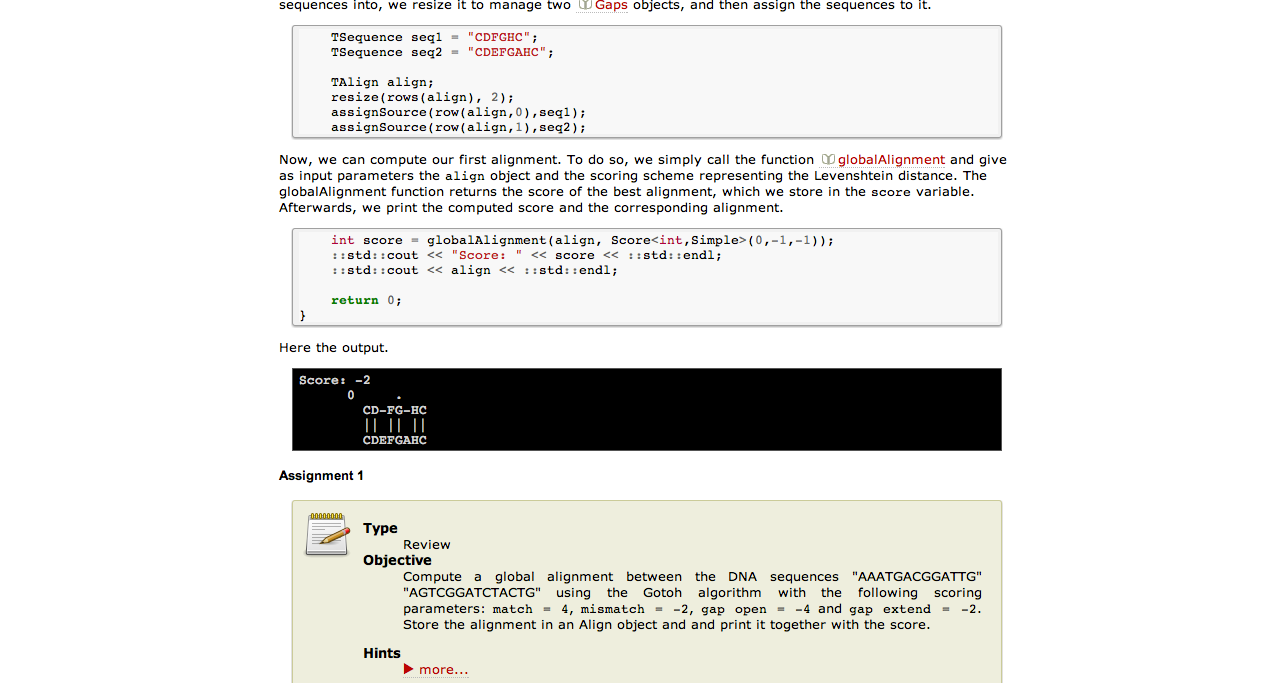 sequences into, we resize it to manage two Gaps objects, and then assign the sequences to it.
TSequence seq1 = "CDFGHC";
TSequence seq2 = "CDEFGAHC";
TAlign align;
resize(rows(align), 2);
assignSource(row(align,0),seq1);
assignSource(row(align,1),seq2);
Now, we can compute our first alignment. To do so, we simply call the function globalAlignment and give
as input parameters the align object and the scoring scheme representing the Levenshtein distance. The
globalAlignment function returns the score of the best alignment, which we store in the score variable.
Afterwards, we print the computed score and the corresponding alignment.
int score = globalAlignment(align, Score<int,Simple>(0,-1,-1));
::std::cout << "Score: " << score << ::std::endl;
::std::cout << align << ::std::endl;
return 0;
}
Here the output.
Score: -2
0 .
CD-FG-HC
|| || ||
CDEFGAHC
Assignment 1
Type
Review
Objective
Compute a global alignment between the DNA sequences "AAATGACGGATTG"
"AGTCGGATCTACTG" using the Gotoh algorithm with the following scoring
parameters: match = 4, mismatch = -2, gap open = -4 and gap extend = -2.
Store the alignment in an Align object and and print it together with the score.
Hints
more...